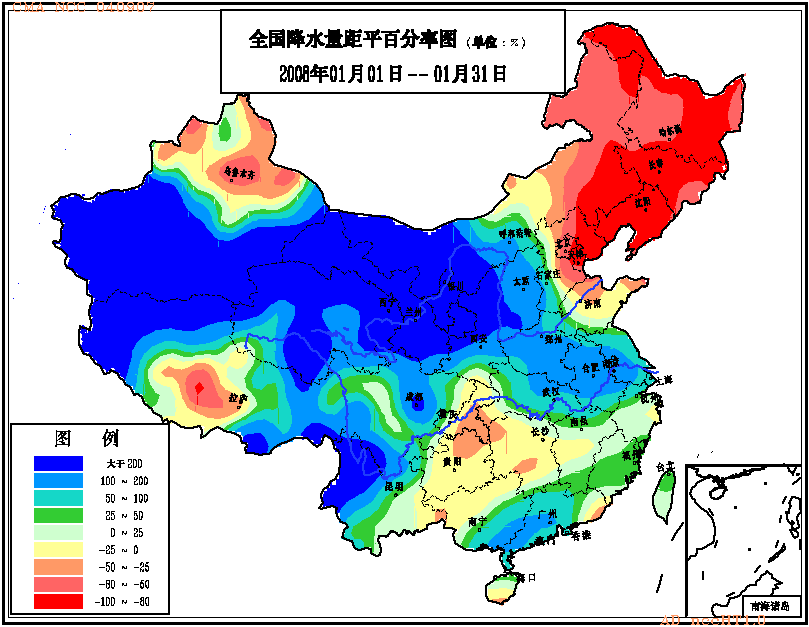 CMA NCC 040902
全国降水量距平百分率图 (单位:%)
2008年01月01日 -- 01月31日
哈尔滨
长春
乌鲁木齐
沈阳
呼和浩特
北京
天津
银川
太原
石家庄
西宁
济南
兰州
西安
郑州
合肥
南京
上海
拉萨
成都
武汉
杭州
重庆
南昌
长沙
贵阳
福州
台北
昆明
南宁
广州
澳门
香港
海口
图 例
大于 200
100 ~ 200
50 ~ 100
25 ~ 50
0 ~ 25
-25 ~ 0
-50 ~ -25
-80 ~ -50
-100 ~ -80
南海诸岛